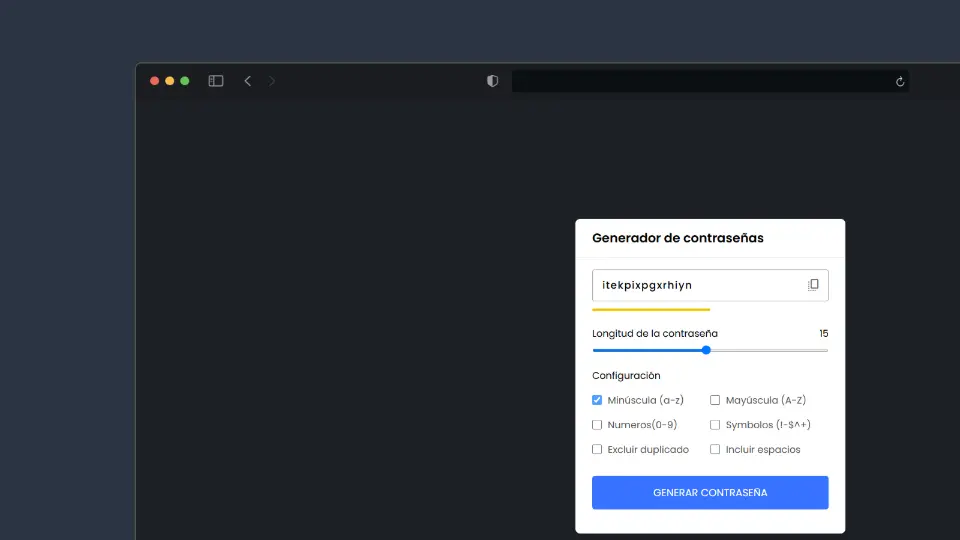 Generador de contraseñas
itekpixpgxrhiyn
Longitud de la contraseña 15
Configuración
Minúscula (a-z) Mayúscula (A-Z)
Numeros(0-9) Symbolos (!-$^+)
Excluir duplicado Incluir espacios
GENERAR CONTRASEÑA